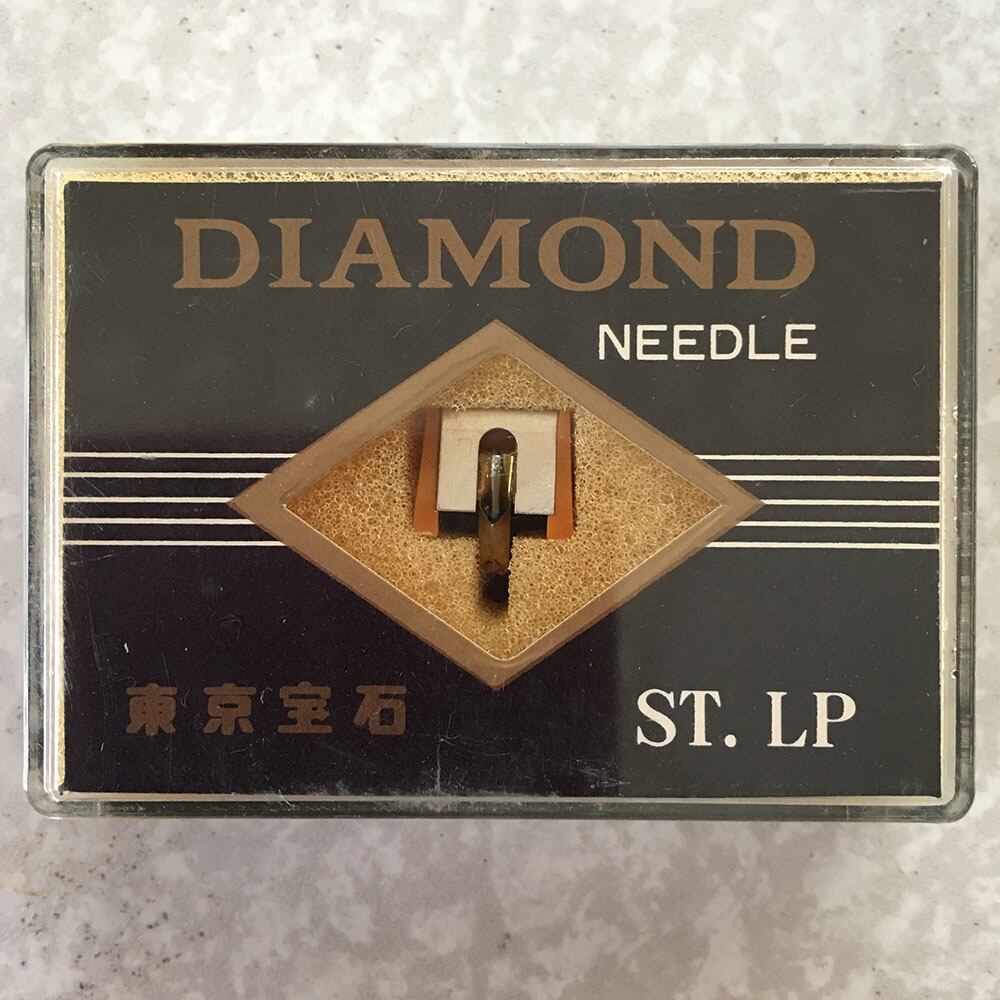 DIAMOND
NEEDLE
東京宝石
ST. LP